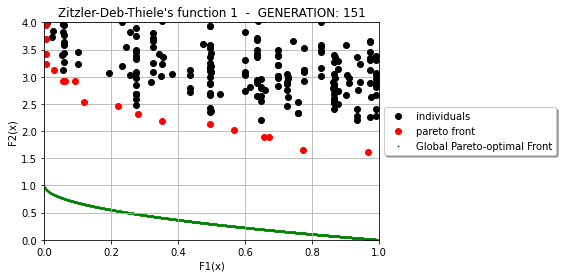 Zitzler-Deb-Thiele's function 1 - GENERATION: 151
4.0
3.5
3.0
2.5
2.0
1.5
1.0
0.5
0.0
F2(x)
0.0 0.2 0.4 0.6 0.8 1.0
F1(x)
individuals
pareto front
Global Pareto-optimal Front